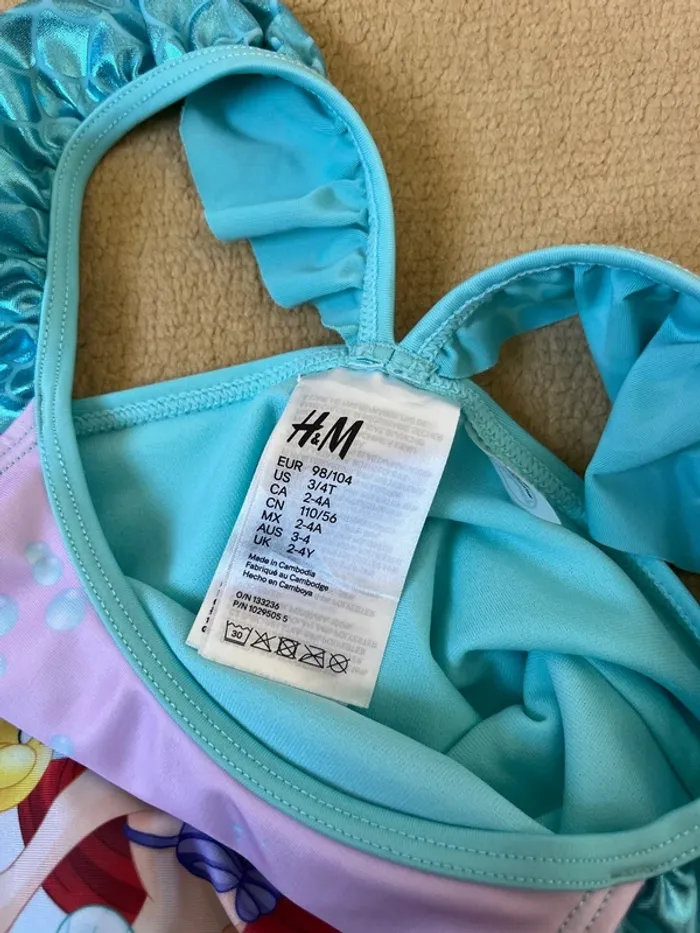 H&M
EUR 98/104
US 3/4T
CA 2-4A
CN 110/56
MX 2-4A
AUS 3-4
UK 2-4Y
Made in Cambodia
Fabriqué au Cambodge
Hecho en Camboya
O/N 133236
P/N 1029505 5
30